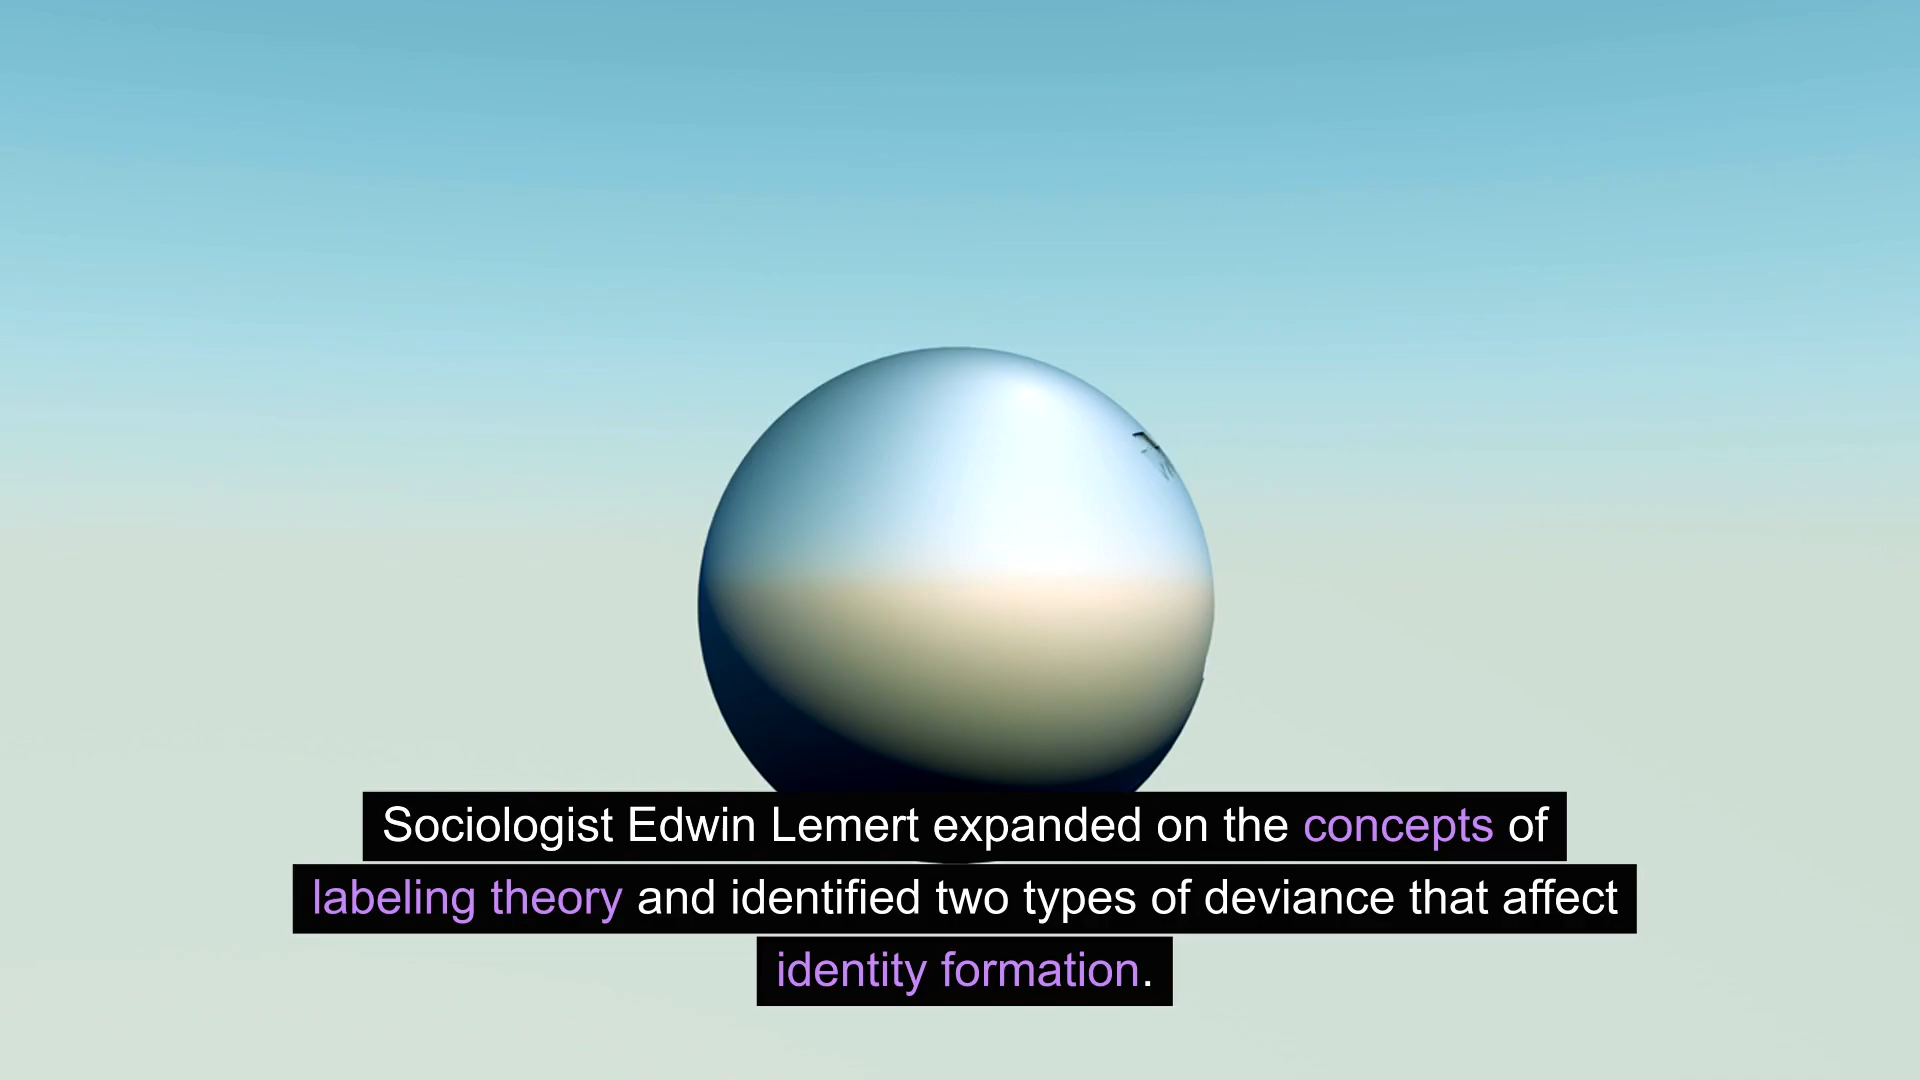 Sociologist Edwin Lemert expanded on the concepts of
labeling theory and identified two types of deviance that affect
identity formation.